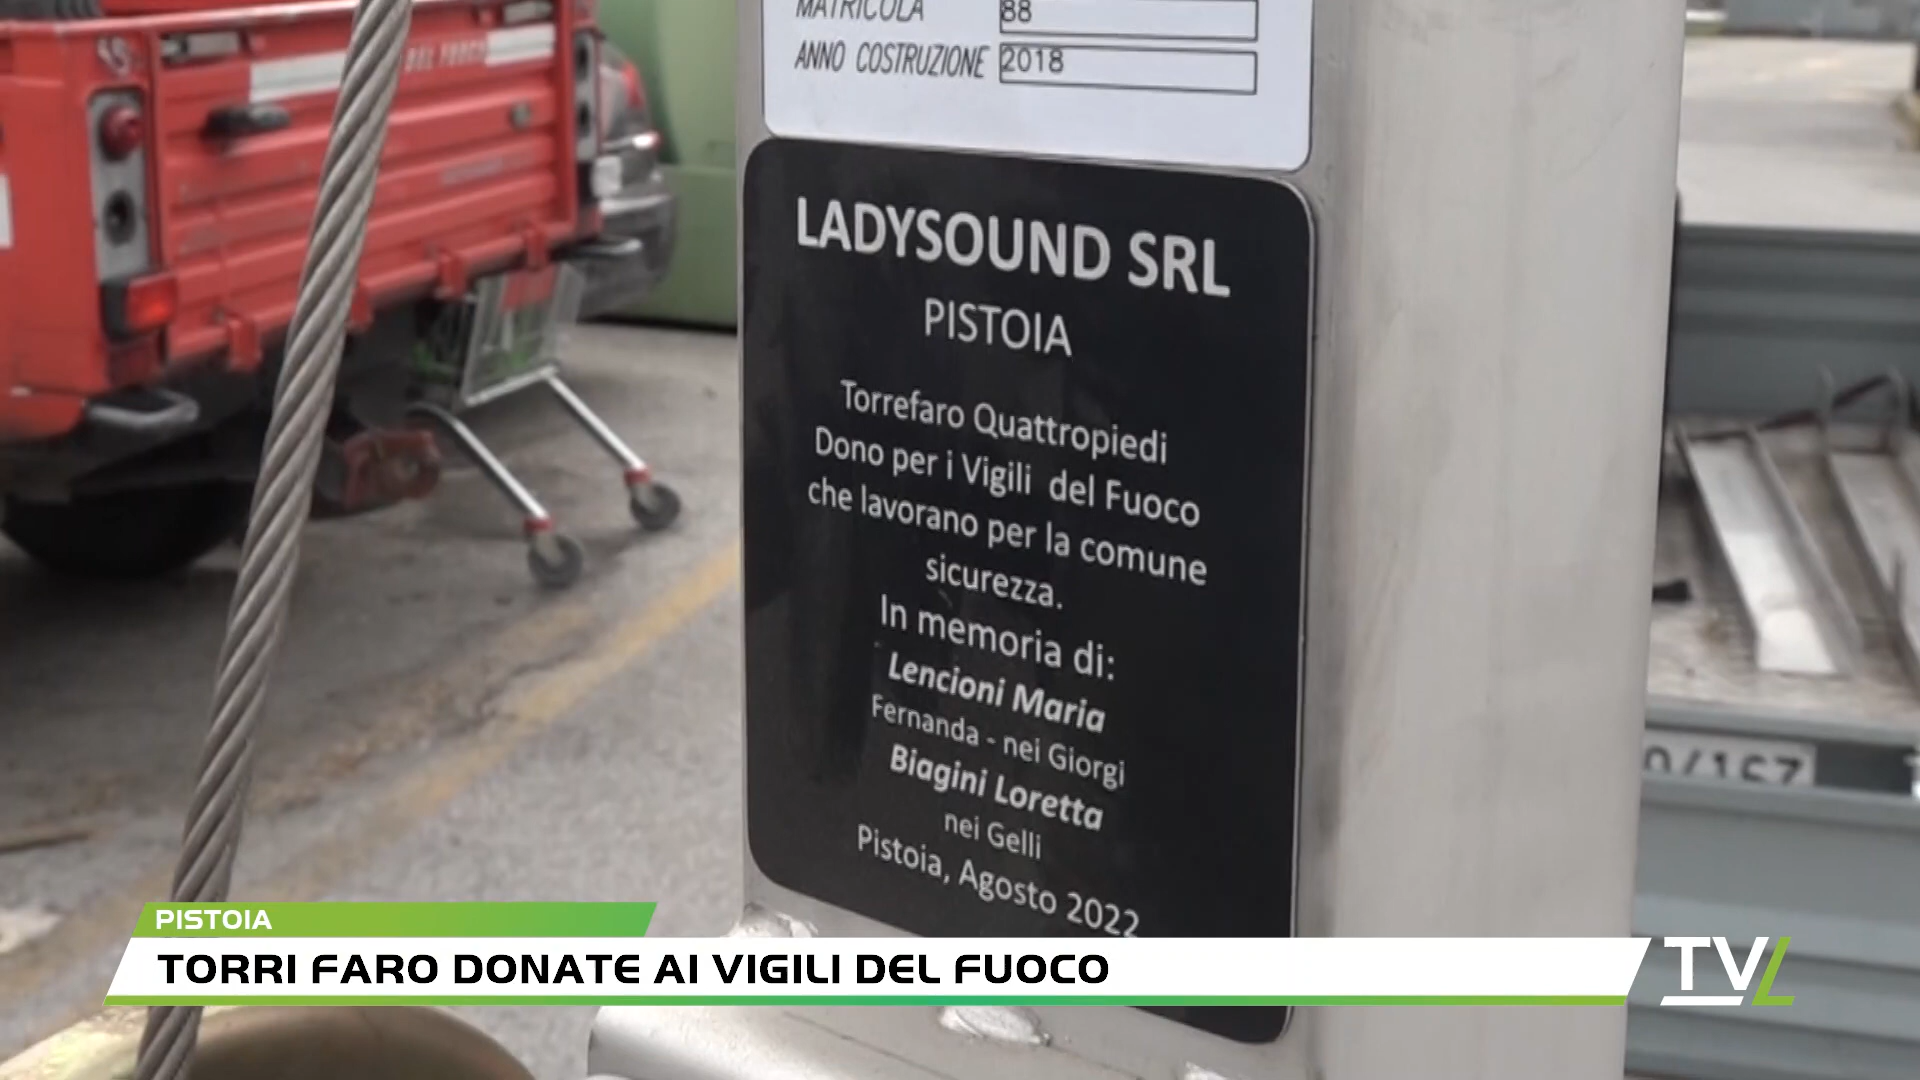 MATRICOLA 88
ANNO COSTRUZIONE 2018
DEL FUOCO
LADYSOUND SRL
PISTOIA
Torrefaro Quattropiedi
Dono per i Vigili del Fuoco
che lavorano per la comune
sicurezza.
In memoria di:
Lencioni Maria
Fernanda - nei Giorgi
Biagini Loretta
nei Gelli
Pistoia, Agosto 2022
PISTOIA
TORRI FARO DONATE AI VIGILI DEL FUOCO
TVL